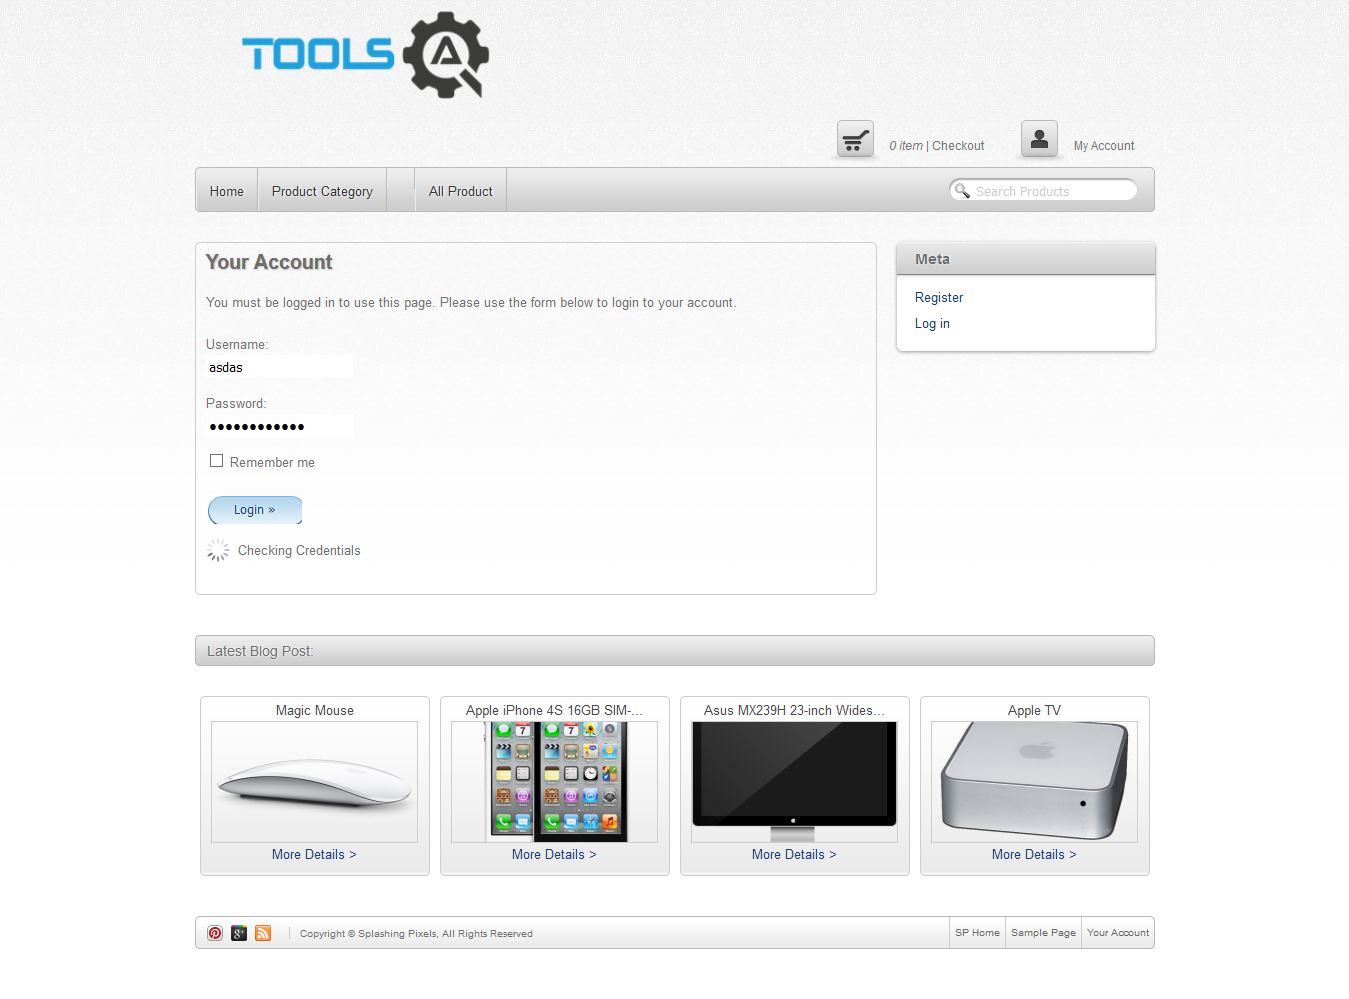 TOOLS QA
0 item | Checkout
My Account
Home
Product Category
All Product
Search Products
Your Account
You must be logged in to use this page. Please use the form below to login to your account.
Username:
asdas
Password:
••••••••••••
Remember me
Login »
Checking Credentials
Meta
Register
Log in
Latest Blog Post:
Magic Mouse
More Details >
Apple iPhone 4S 16GB SIM-...
More Details >
Asus MX239H 23-inch Wides...
More Details >
Apple TV
More Details >
Copyright © Splashing Pixels, All Rights Reserved
SP Home
Sample Page
Your Account